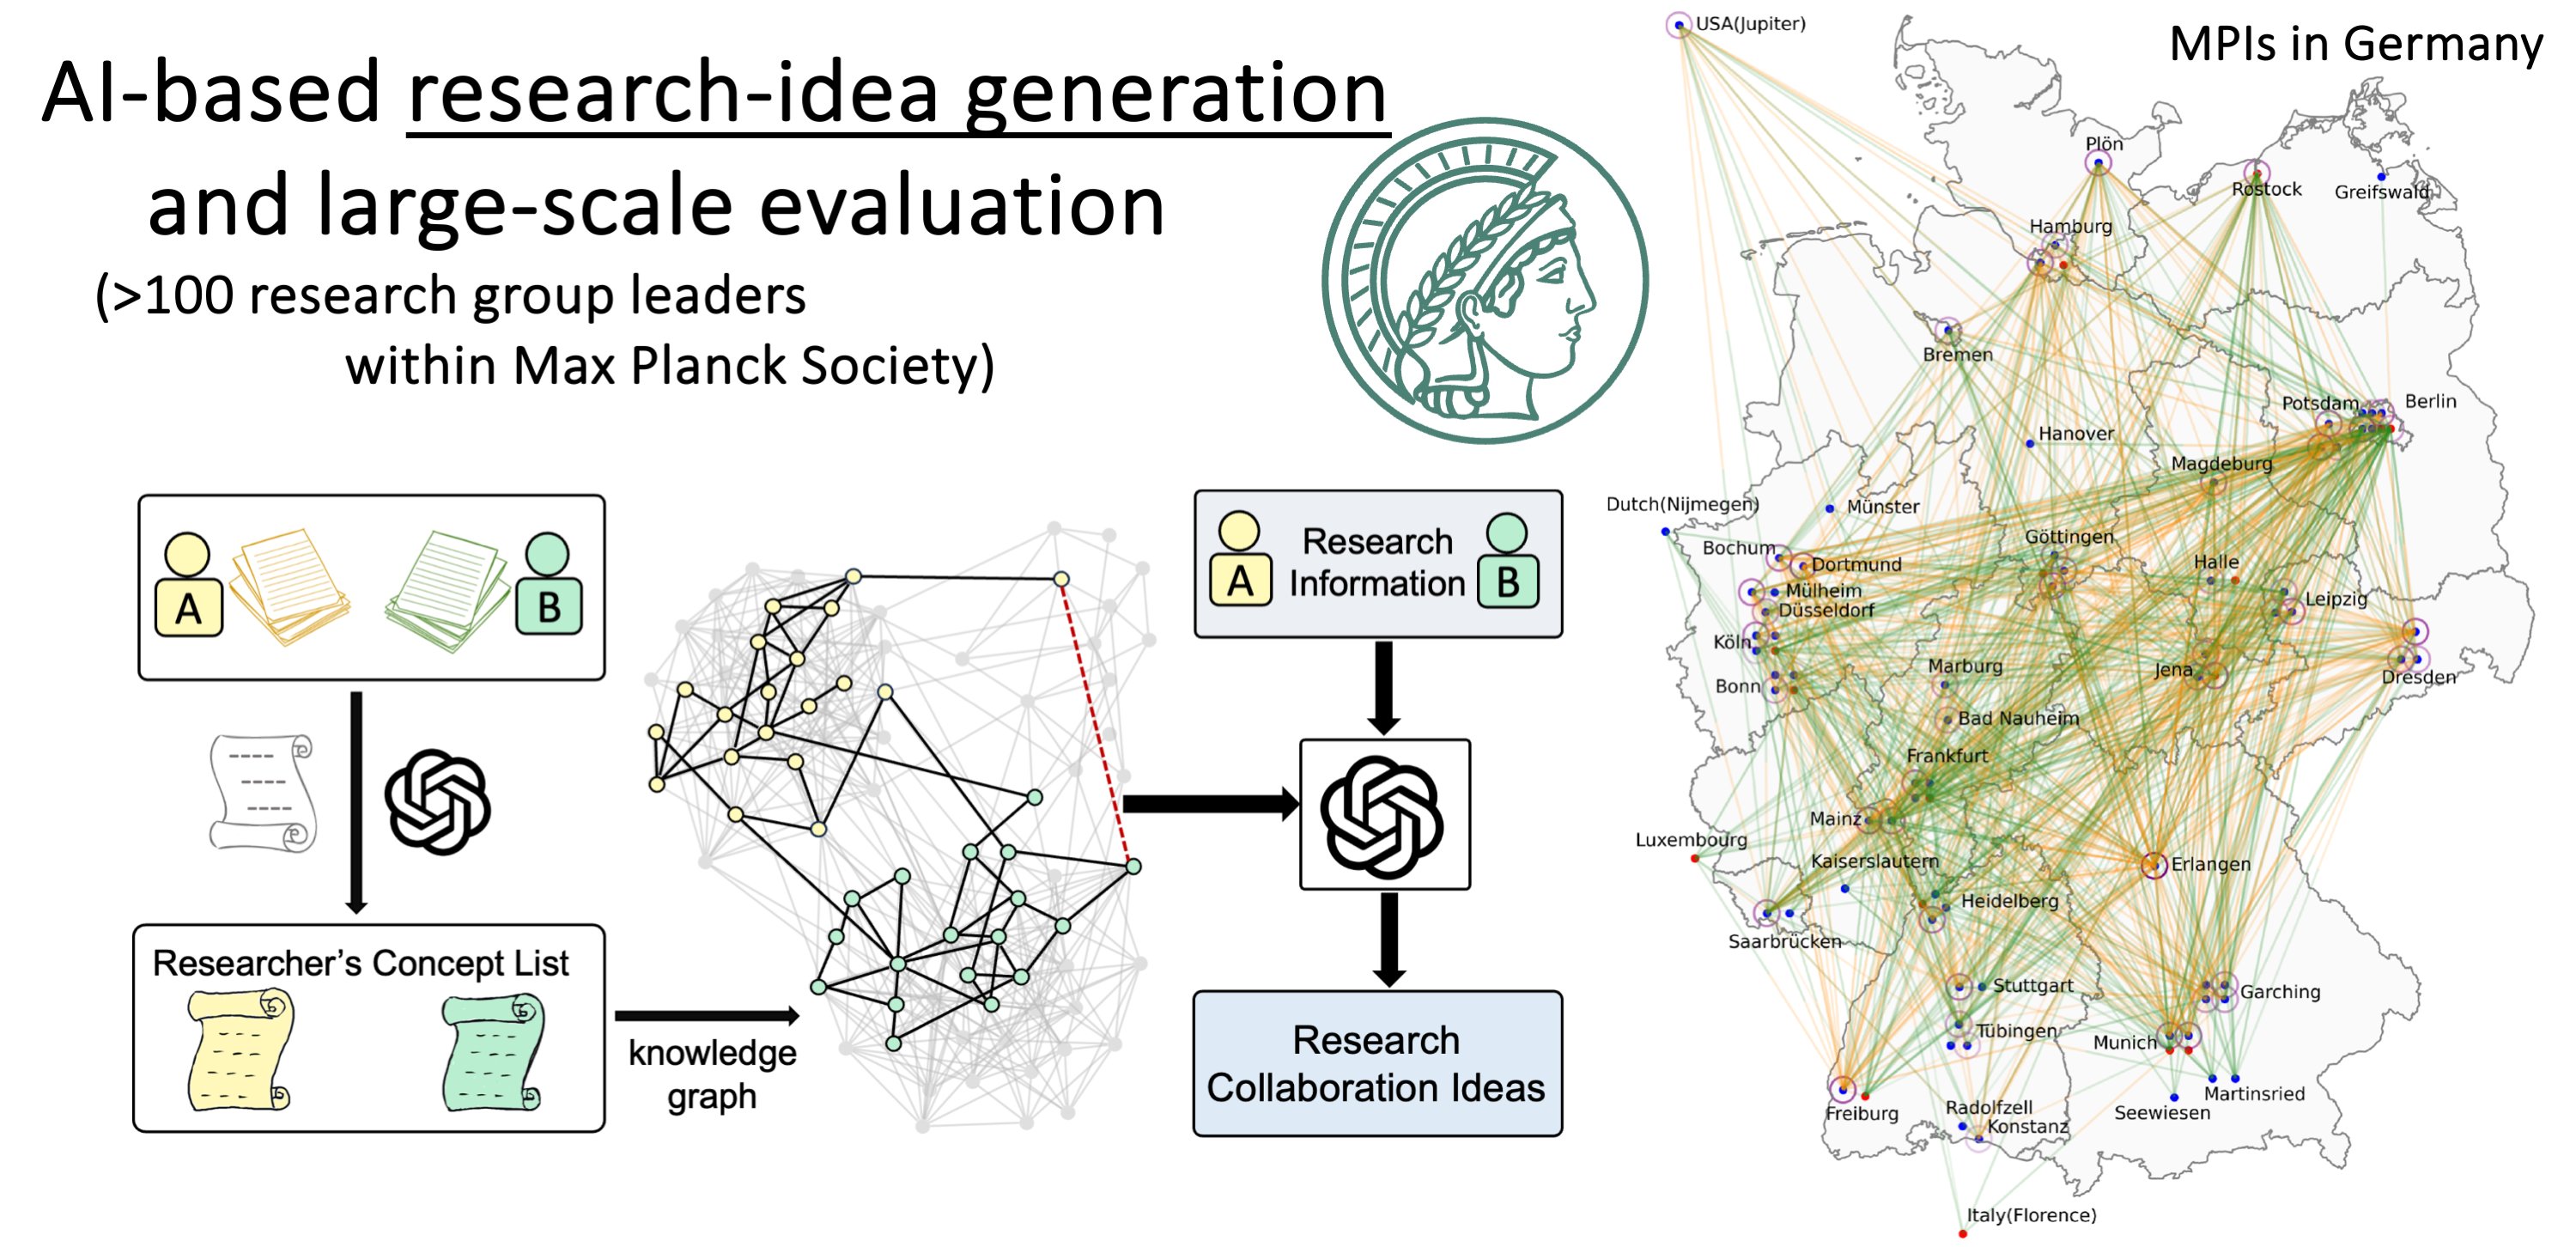 AI-based research-idea generation
and large-scale evaluation
(>100 research group leaders
within Max Planck Society)
A
B
Researcher's Concept List
knowledge
graph
A
Research
Information
B
Research
Collaboration Ideas
MPIs in Germany
USA(Jupiter)
Plön
Rostock
Greifswald
Hamburg
Bremen
Potsdam
Berlin
Hanover
Magdeburg
Dutch(Nijmegen)
Münster
Göttingen
Bochum
Dortmund
Halle
Mülheim
Düsseldorf
Leipzig
Köln
Marburg
Jena
Dresden
Bonn
Bad Nauheim
Frankfurt
Mainz
Luxembourg
Kaiserslautern
Erlangen
Heidelberg
Saarbrücken
Stuttgart
Garching
Tübingen
Munich
Martinsried
Seewiesen
Freiburg
Radolfzell
Konstanz
Italy(Florence)